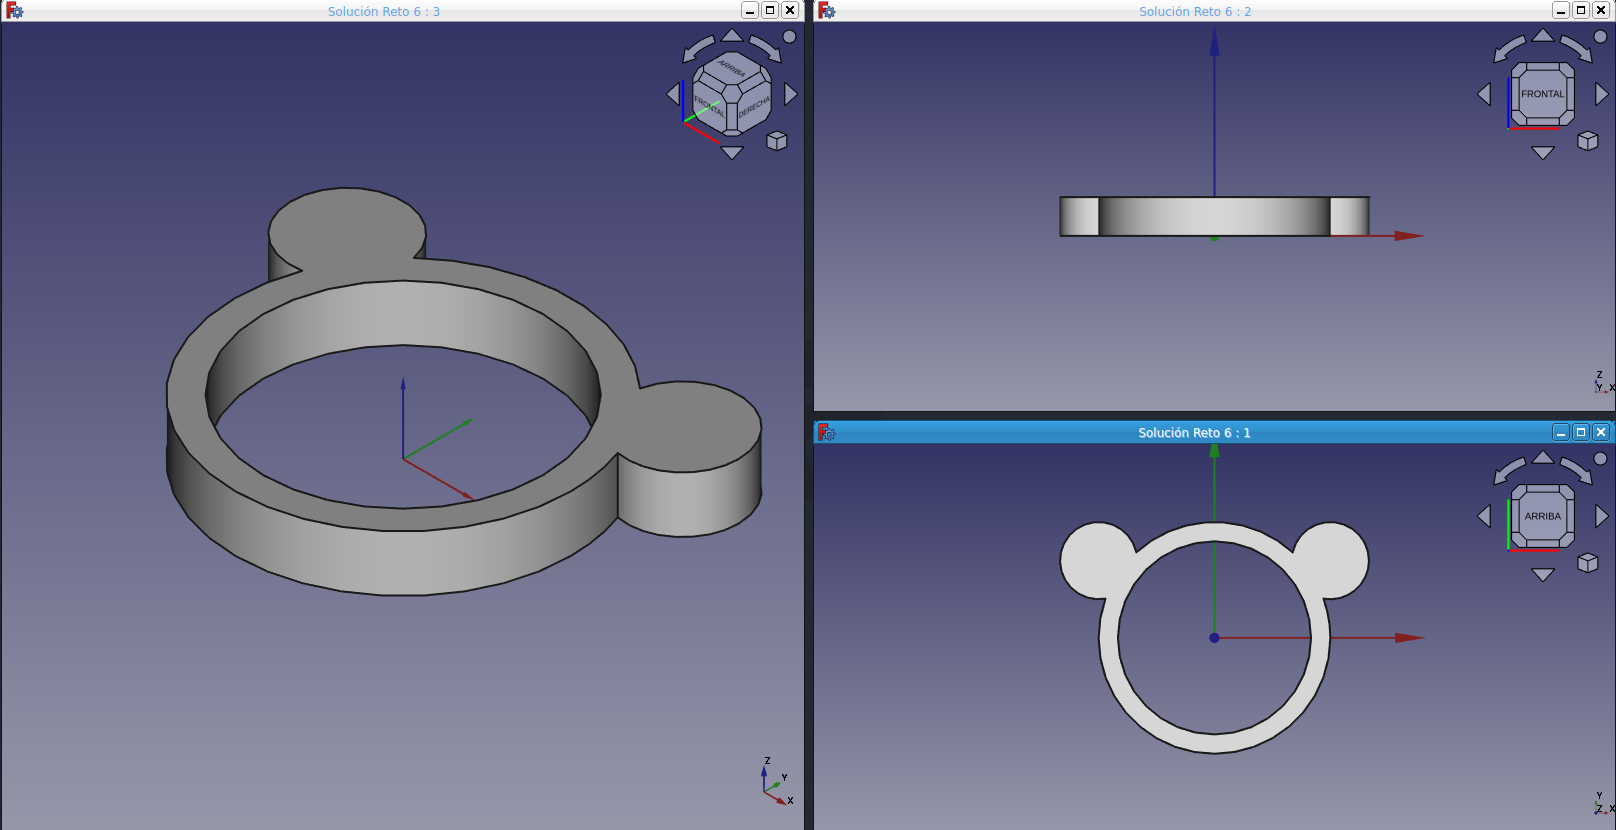 Solución Reto 6 : 3
ARRIBA
FRONTAL
DERECHA
Z
Y
X
Solución Reto 6 : 2
FRONTAL
Z
Y
X
Solución Reto 6 : 1
ARRIBA
Y
Z
X